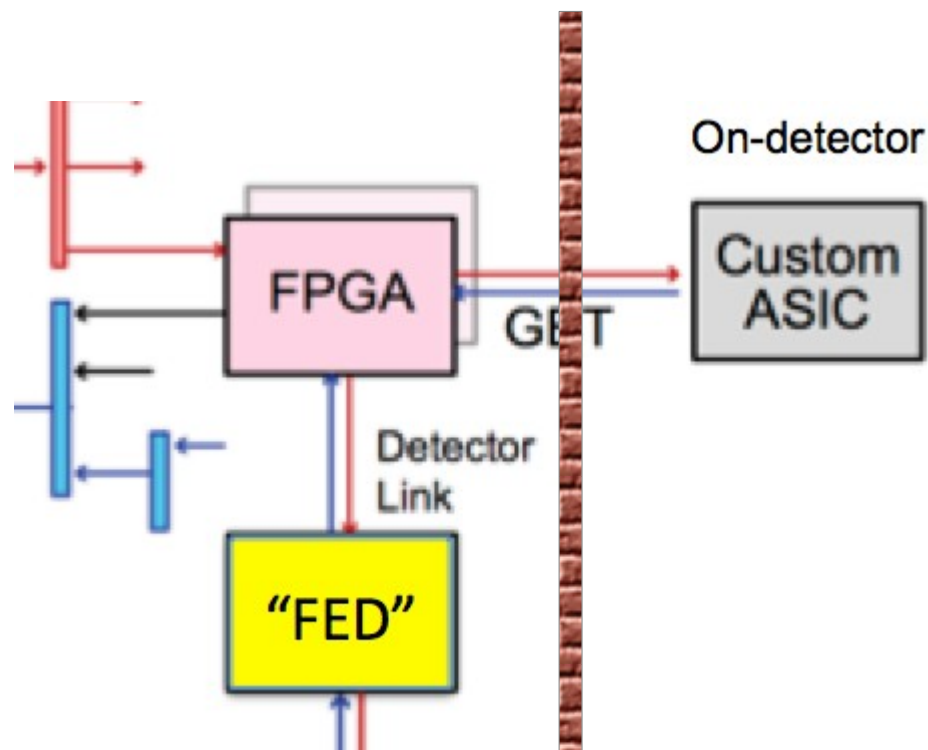 On-detector
FPGA
Custom
ASIC
Detector
Link
“FED”